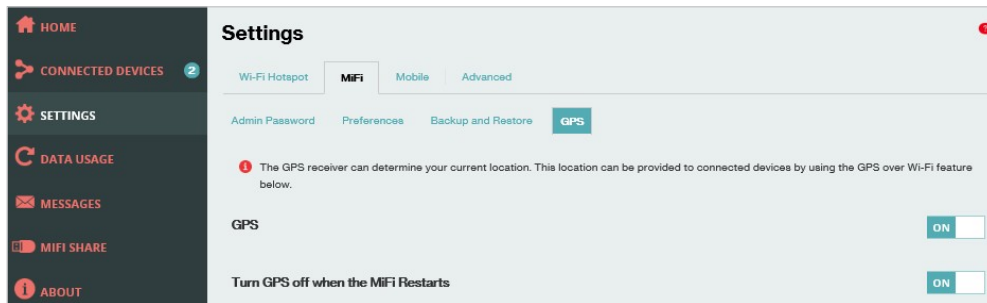 HOME
CONNECTED DEVICES 2
SETTINGS
DATA USAGE
MESSAGES
MIFI SHARE
ABOUT
Settings
?
Wi-Fi Hotspot MiFi Mobile Advanced
Admin Password Preferences Backup and Restore GPS
The GPS receiver can determine your current location. This location can be provided to connected devices by using the GPS over Wi-Fi feature
below.
GPS ON
Turn GPS off when the MiFi Restarts ON